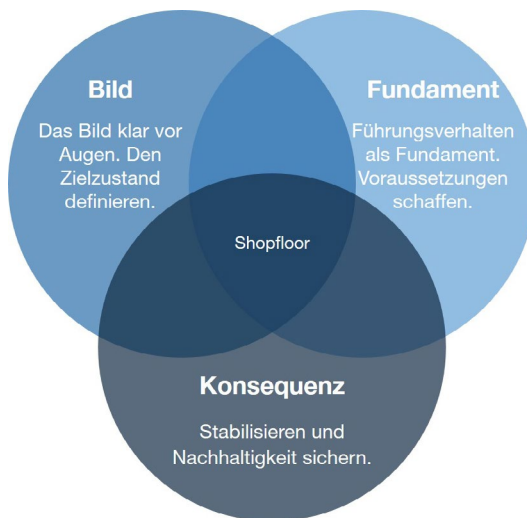 Bild
Das Bild klar vor
Augen. Den
Zielzustand
definieren.
Fundament
Führungsverhalten
als Fundament.
Voraussetzungen
schaffen.
Shopfloor
Konsequenz
Stabilisieren und
Nachhaltigkeit sichern.